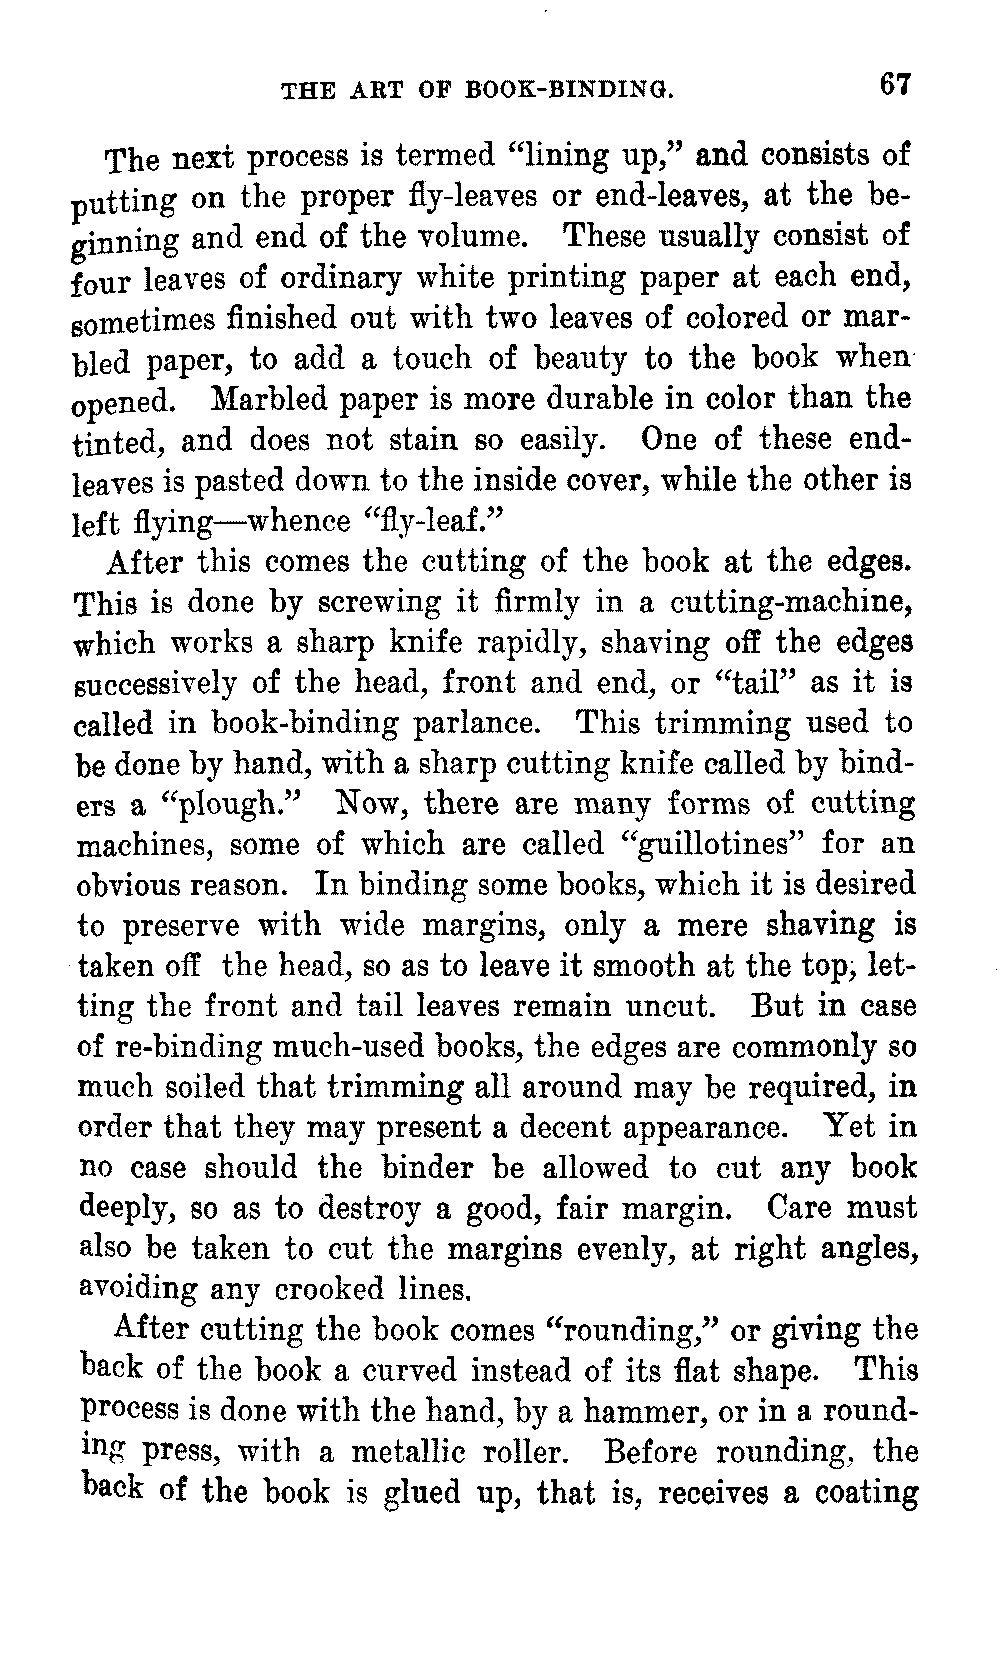 THE ART OF BOOK-BINDING. 67
The next process is termed “lining up,” and consists of
putting on the proper fly-leaves or end-leaves, at the be-
ginning and end of the volume. These usually consist of
four leaves of ordinary white printing paper at each end,
sometimes finished out with two leaves of colored or mar-
bled paper, to add a touch of beauty to the book when
opened. Marbled paper is more durable in color than the
tinted, and does not stain so easily. One of these end-
leaves is pasted down to the inside cover, while the other is
left flying—whence “fly-leaf.”
After this comes the cutting of the book at the edges.
This is done by screwing it firmly in a cutting-machine,
which works a sharp knife rapidly, shaving off the edges
successively of the head, front and end, or “tail” as it is
called in book-binding parlance. This trimming used to
be done by hand, with a sharp cutting knife called by bind-
ers a “plough.” Now, there are many forms of cutting
machines, some of which are called “guillotines” for an
obvious reason. In binding some books, which it is desired
to preserve with wide margins, only a mere shaving is
taken off the head, so as to leave it smooth at the top, let-
ting the front and tail leaves remain uncut. But in case
of re-binding much-used books, the edges are commonly so
much soiled that trimming all around may be required, in
order that they may present a decent appearance. Yet in
no case should the binder be allowed to cut any book
deeply, so as to destroy a good, fair margin. Care must
also be taken to cut the margins evenly, at right angles,
avoiding any crooked lines.
After cutting the book comes “rounding,” or giving the
back of the book a curved instead of its flat shape. This
process is done with the hand, by a hammer, or in a round-
ing press, with a metallic roller. Before rounding, the
back of the book is glued up, that is, receives a coating